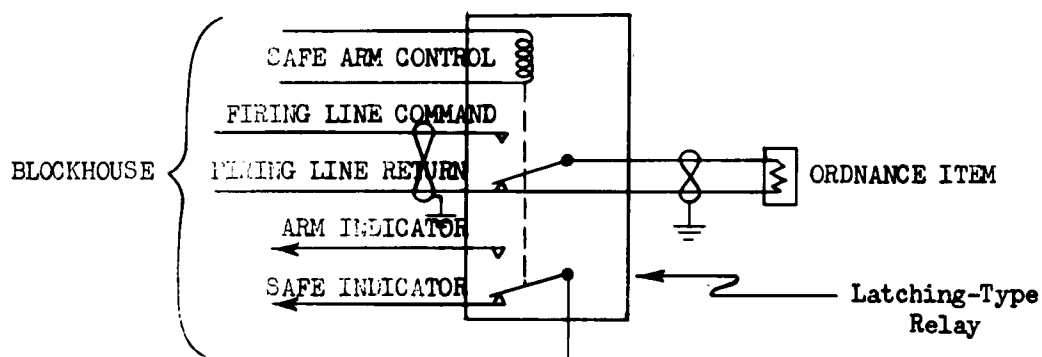 SAFE ARM CONTROL
FIRING LINE COMMAND
BLOCKHOUSE
FIRING LINE RETURN
ORDNANCE ITEM
ARM INDICATOR
SAFE INDICATOR
Latching-Type
Relay